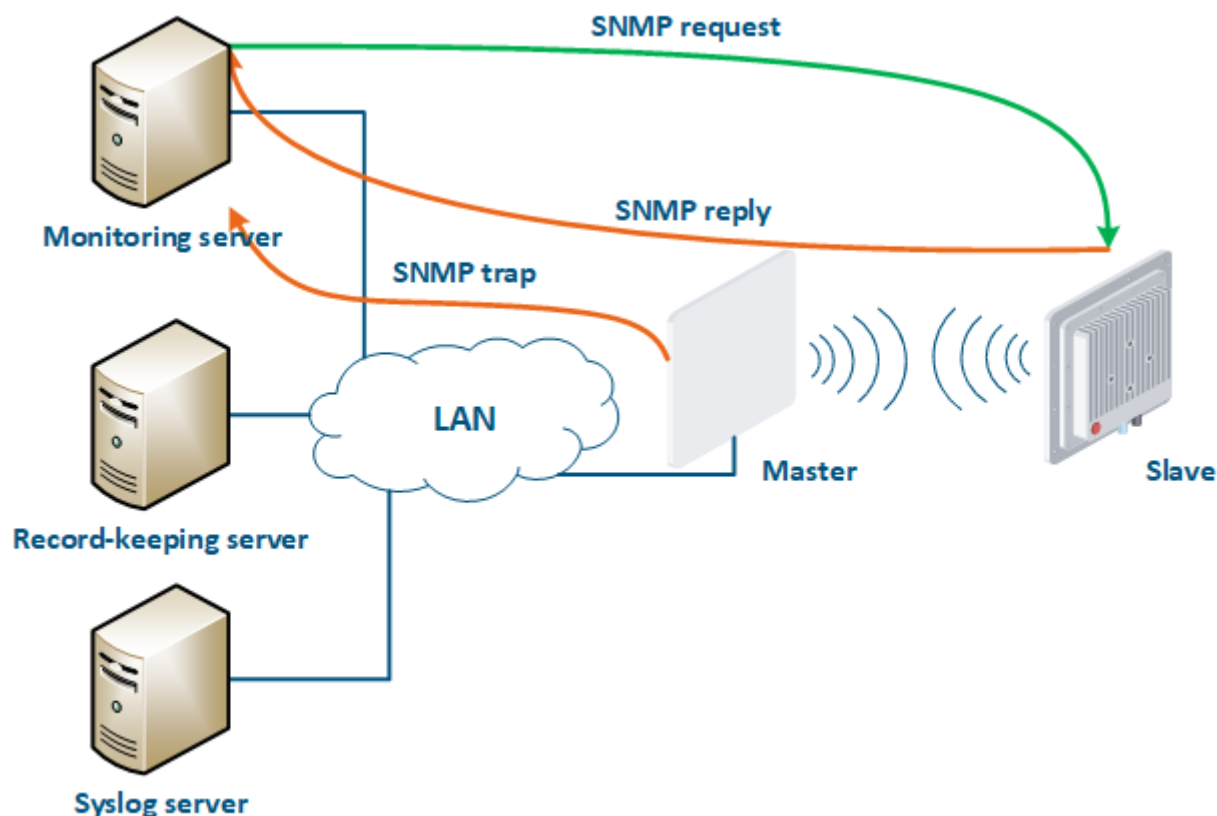 SNMP request
SNMP reply
Monitoring server
SNMP trap
LAN
Master
Slave
Record-keeping server
Syslog server